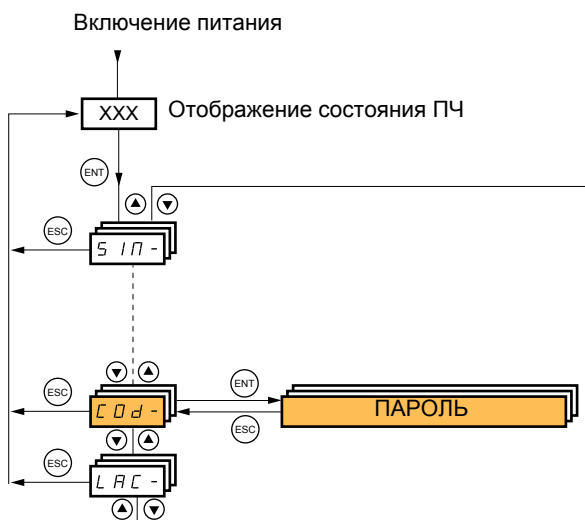 Включение питания
XXX
Отображение состояния ПЧ
ENT
ESC
SIM-
ESC
COd-
ENT
ESC
ПАРОЛЬ
ESC
LAC-